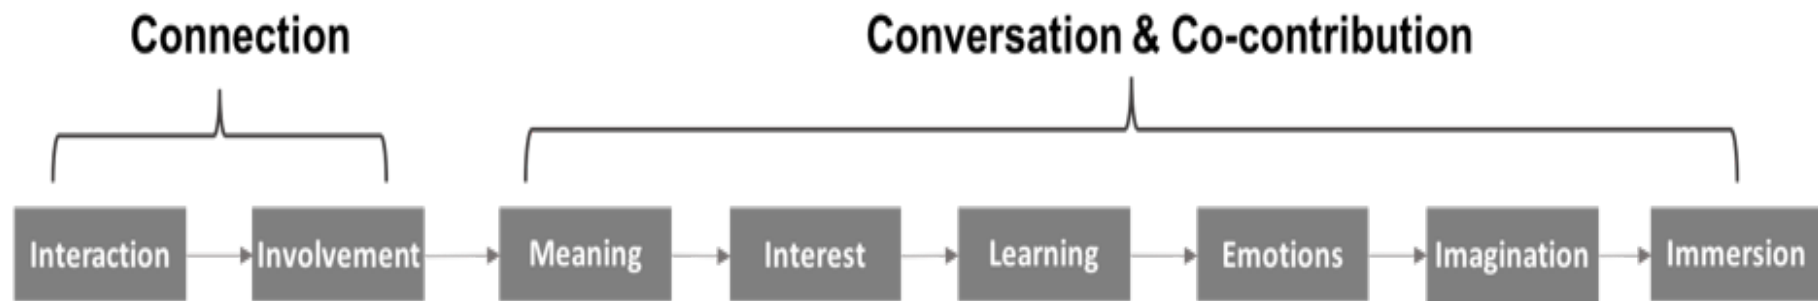 Connection
Conversation & Co-contribution
Interaction
Involvement
Meaning
Interest
Learning
Emotions
Imagination
Immersion